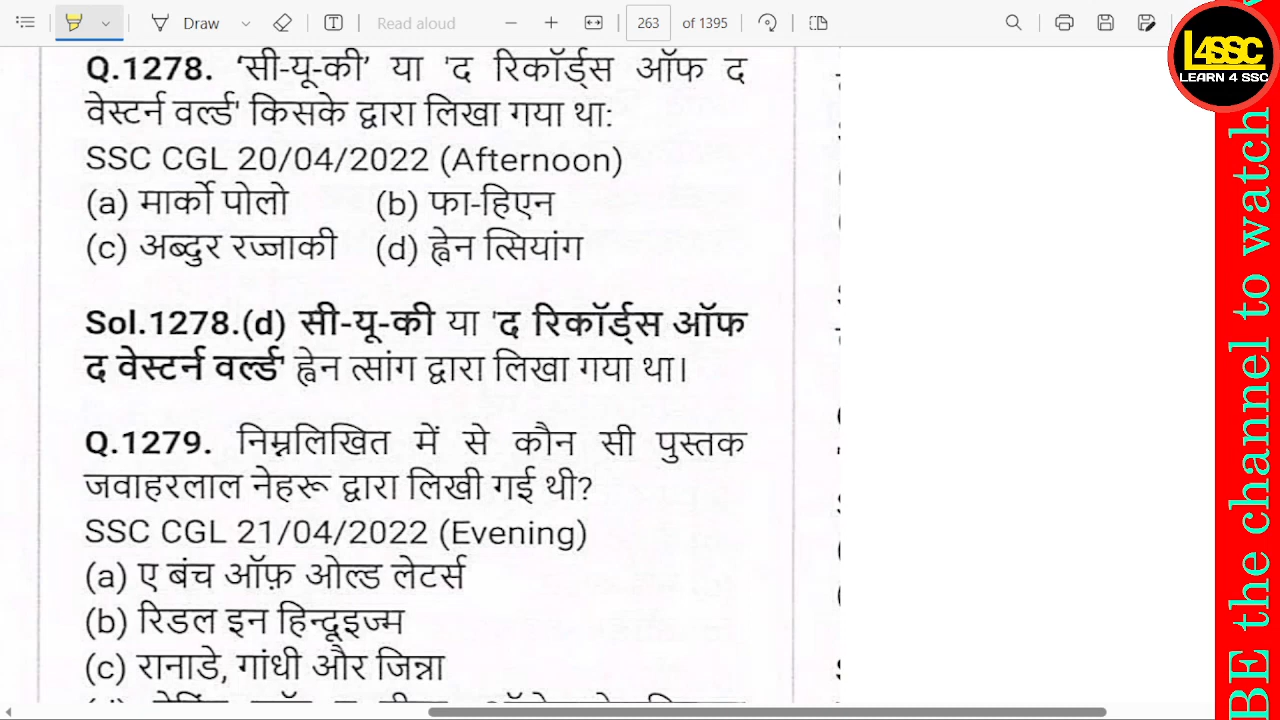 Draw
Read aloud
263
of 1395
L4SSC
LEARN 4 SSC
Q.1278. 'सी-यू-की' या 'द रिकॉर्ड्स ऑफ द
वेस्टर्न वर्ल्ड' किसके द्वारा लिखा गया था:
SSC CGL 20/04/2022 (Afternoon)
(a) मार्को पोलो (b) फा-हिएन
(c) अब्दुर रज्जाकी (d) ह्वेन त्सियांग
Sol.1278.(d) सी-यू-की या 'द रिकॉर्ड्स ऑफ
द वेस्टर्न वर्ल्ड' ह्वेन त्सांग द्वारा लिखा गया था।
Q.1279. निम्नलिखित में से कौन सी पुस्तक
जवाहरलाल नेहरू द्वारा लिखी गई थी?
SSC CGL 21/04/2022 (Evening)
(a) ए बंच ऑफ़ ओल्ड लेटर्स
(b) रिडल इन हिन्दूइज्म
(c) रानाडे, गांधी और जिन्ना
BE the channel to watch